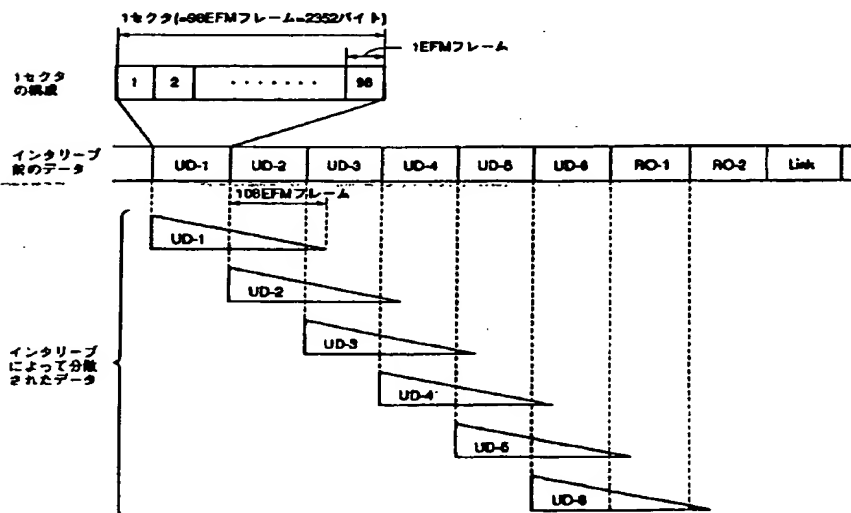 1セクタ(=98EFMフレーム=2352バイト)
1EFMフレーム
1セクタ
の構成
1 2 ・・・・・・・ 98
インタリーブ
前のデータ
UD-1 UD-2 UD-3 UD-4 UD-5 UD-6 RO-1 RO-2 Link
108EFMフレーム
UD-1
UD-2
UD-3
UD-4
UD-5
UD-6
インタリーブ
によって分散
されたデータ